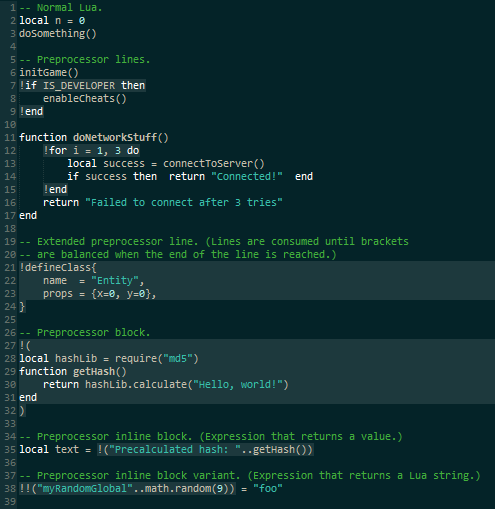 1 -- Normal Lua.
2 local n = 0
3 doSomething()
4
5 -- Preprocessor lines.
6 initGame()
7 !if IS_DEVELOPER then
8     enableCheats()
9 !end
10
11 function doNetworkStuff()
12     !for i = 1, 3 do
13         local success = connectToServer()
14         if success then  return "Connected!"  end
15     !end
16     return "Failed to connect after 3 tries"
17 end
18
19 -- Extended preprocessor line. (Lines are consumed until brackets
20 -- are balanced when the end of the line is reached.)
21 !defineClass{
22     name  = "Entity",
23     props = {x=0, y=0},
24 }
25
26 -- Preprocessor block.
27 !(
28 local hashLib = require("md5")
29 function getHash()
30     return hashLib.calculate("Hello, world!")
31 end
32 )
33
34 -- Preprocessor inline block. (Expression that returns a value.)
35 local text = !("Precalculated hash: "..getHash())
36
37 -- Preprocessor inline block variant. (Expression that returns a Lua string.)
38 !!("myRandomGlobal"..math.random(9)) = "foo"
39